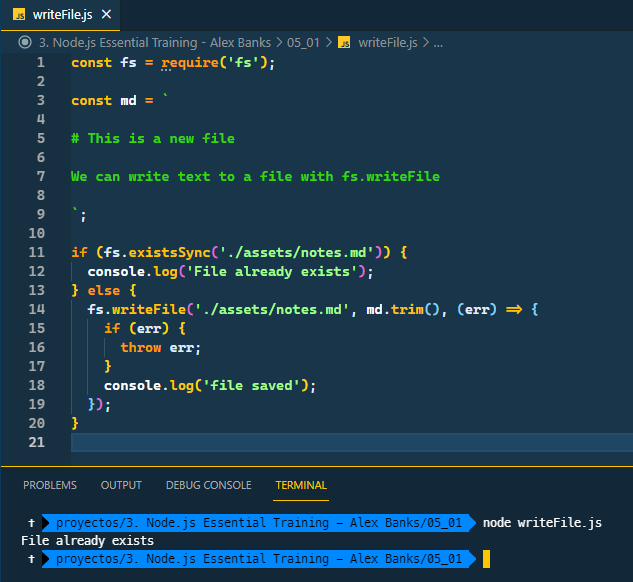 JS writeFile.js ×
3. Node.js Essential Training - Alex Banks > 05_01 > JS writeFile.js > ...
1 const fs = require('fs');
2
3 const md = `
4
5 # This is a new file
6
7 We can write text to a file with fs.writeFile
8
9 `;
10
11 if (fs.existsSync('./assets/notes.md')) {
12   console.log('File already exists');
13 } else {
14   fs.writeFile('./assets/notes.md', md.trim(), (err) => {
15     if (err) {
16       throw err;
17     }
18     console.log('file saved');
19   });
20 }
21
PROBLEMS OUTPUT DEBUG CONSOLE TERMINAL
† proyectos/3. Node.js Essential Training – Alex Banks/05_01 node writeFile.js
File already exists
† proyectos/3. Node.js Essential Training – Alex Banks/05_01